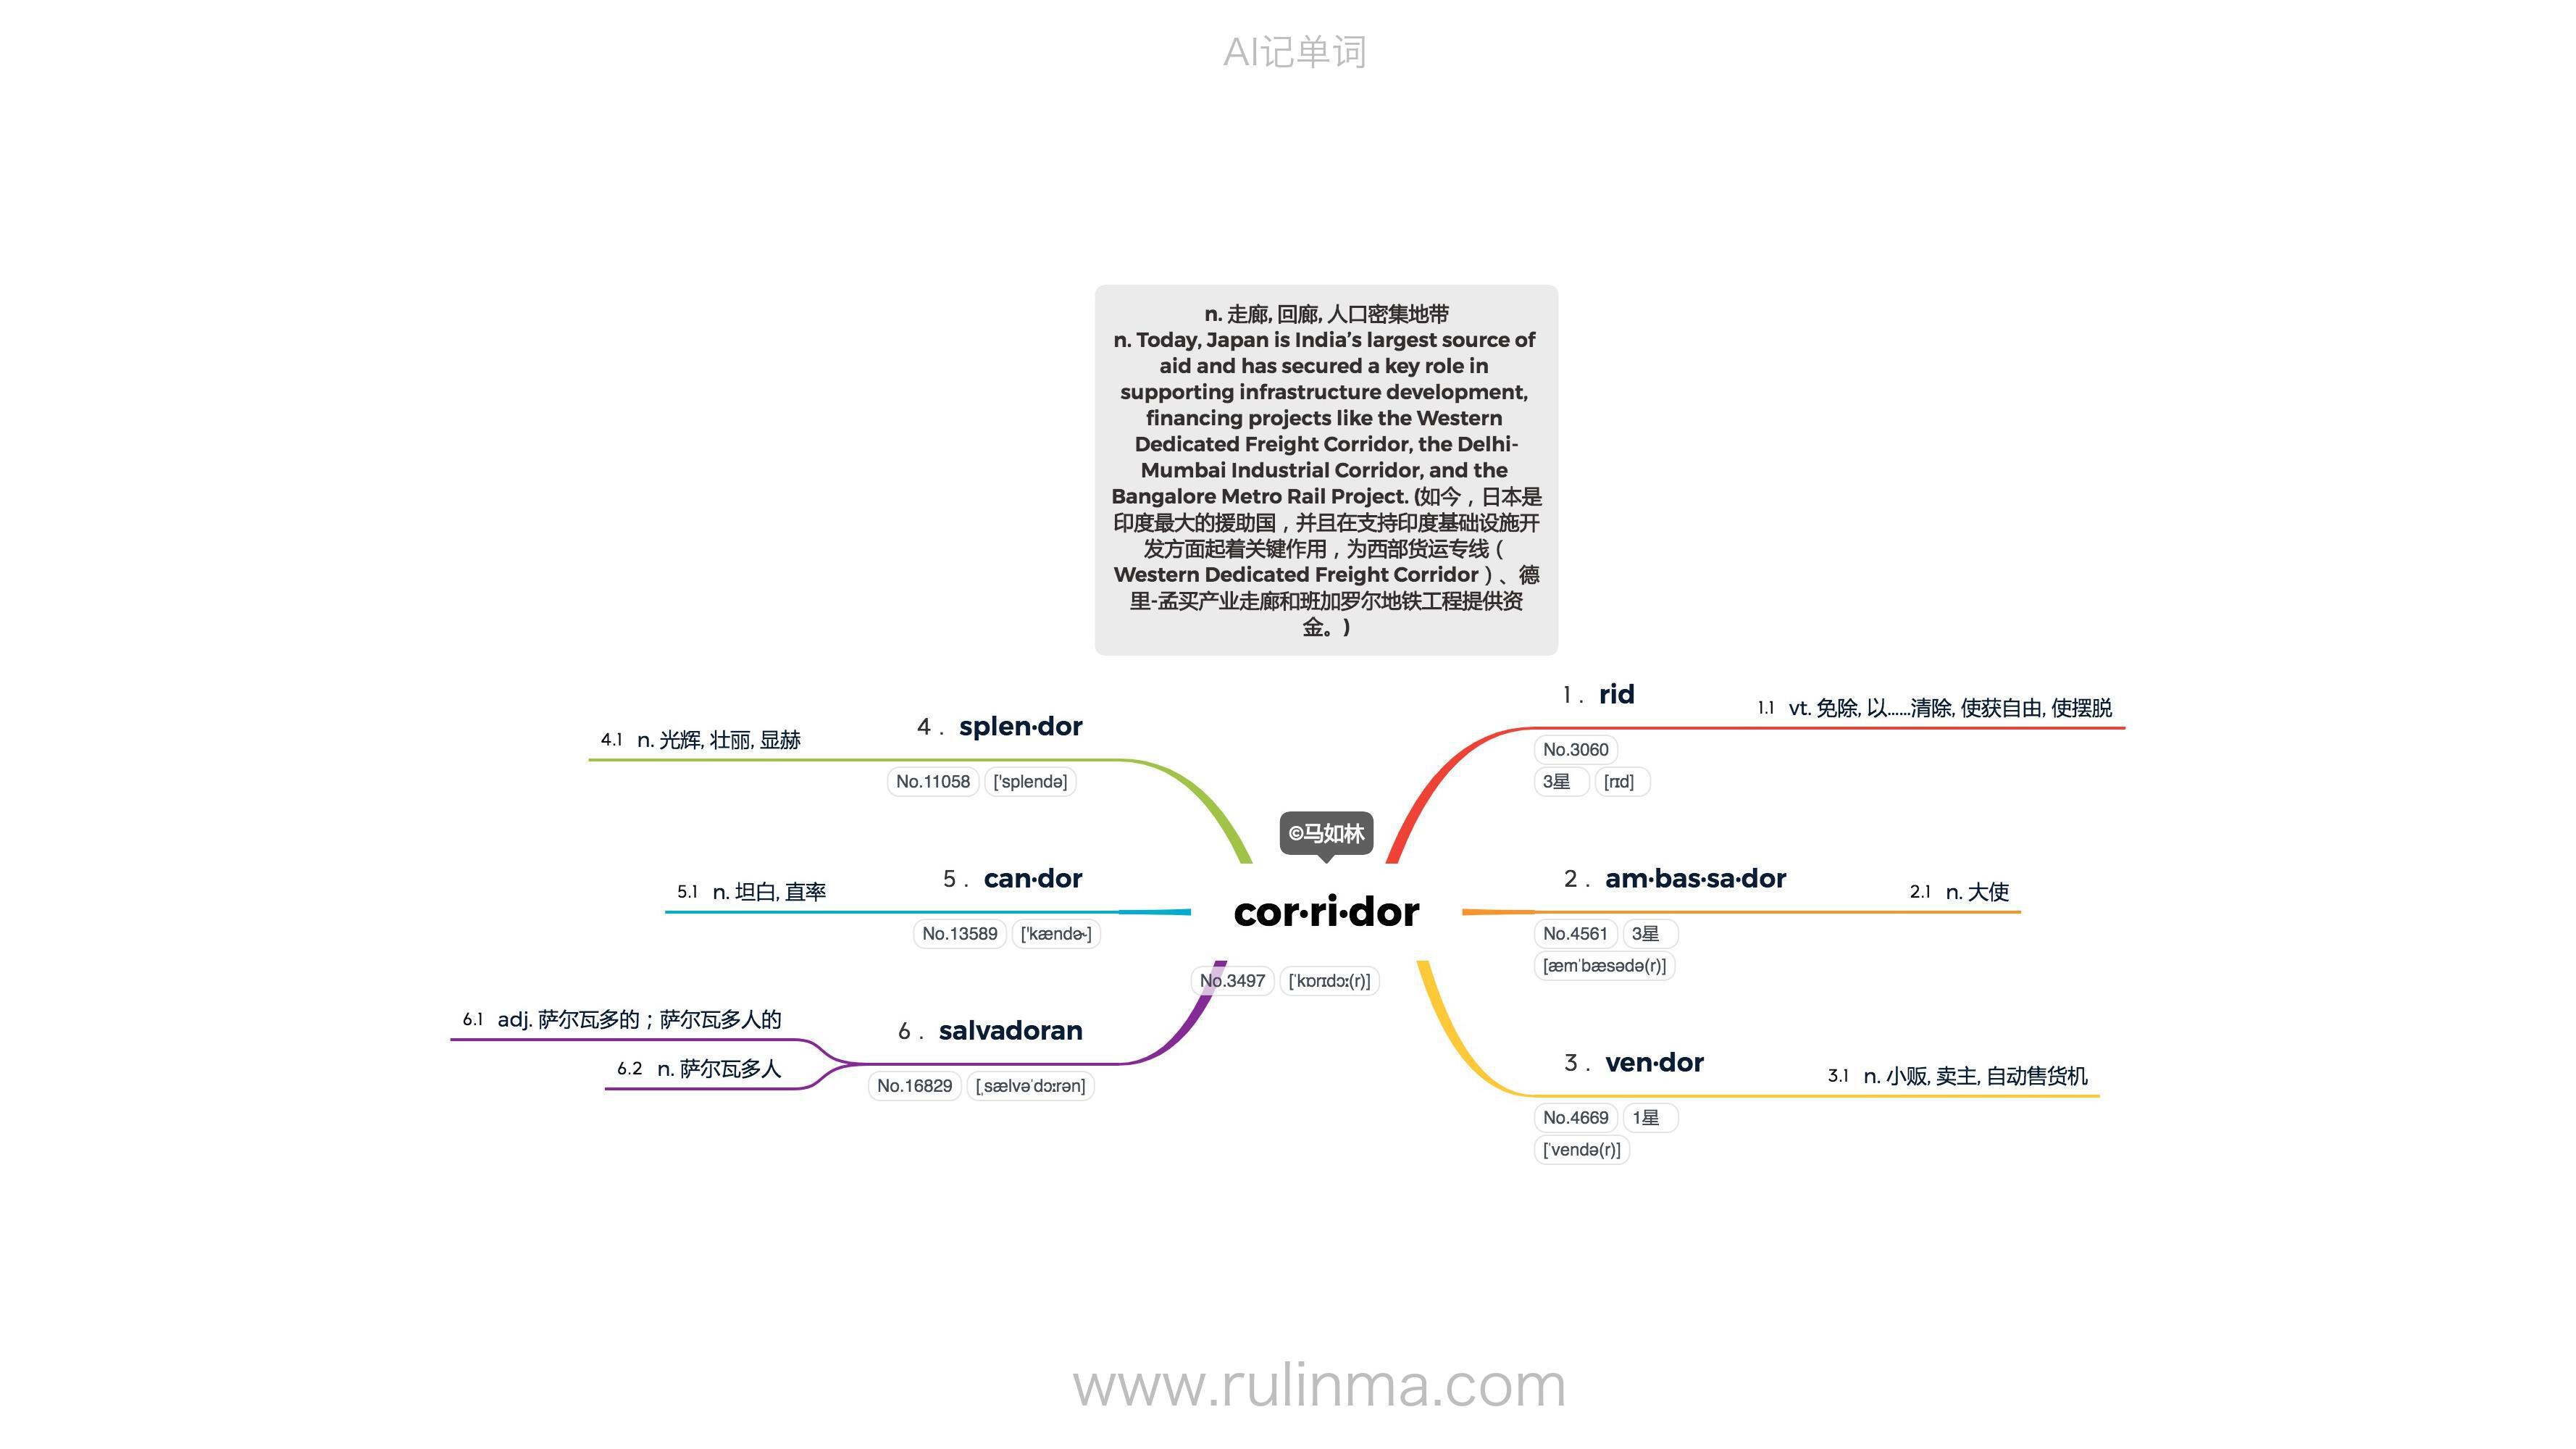 AI记单词
n. 走廊, 回廊, 人口密集地带
n. Today, Japan is India’s largest source of
aid and has secured a key role in
supporting infrastructure development,
financing projects like the Western
Dedicated Freight Corridor, the Delhi-
Mumbai Industrial Corridor, and the
Bangalore Metro Rail Project. (如今，日本是
印度最大的援助国，并且在支持印度基础设施开
发方面起着关键作用，为西部货运专线（
Western Dedicated Freight Corridor）、德
里-孟买产业走廊和班加罗尔地铁工程提供资
金。)
©马如林
cor·ri·dor
No.3497 [ˈkɒrɪdɔː(r)]
1 . rid
1.1 vt. 免除, 以……清除, 使获自由, 使摆脱
No.3060
3星 [rɪd]
2 . am·bas·sa·dor
2.1 n. 大使
No.4561 3星
[æmˈbæsədə(r)]
3 . ven·dor
3.1 n. 小贩, 卖主, 自动售货机
No.4669 1星
[ˈvendə(r)]
4 . splen·dor
4.1 n. 光辉, 壮丽, 显赫
No.11058 ['splendə]
5 . can·dor
5.1 n. 坦白, 直率
No.13589 ['kændɚ]
6 . salvadoran
6.1 adj. 萨尔瓦多的；萨尔瓦多人的
6.2 n. 萨尔瓦多人
No.16829 [ˌsælvəˈdɔːrən]
www.rulinma.com